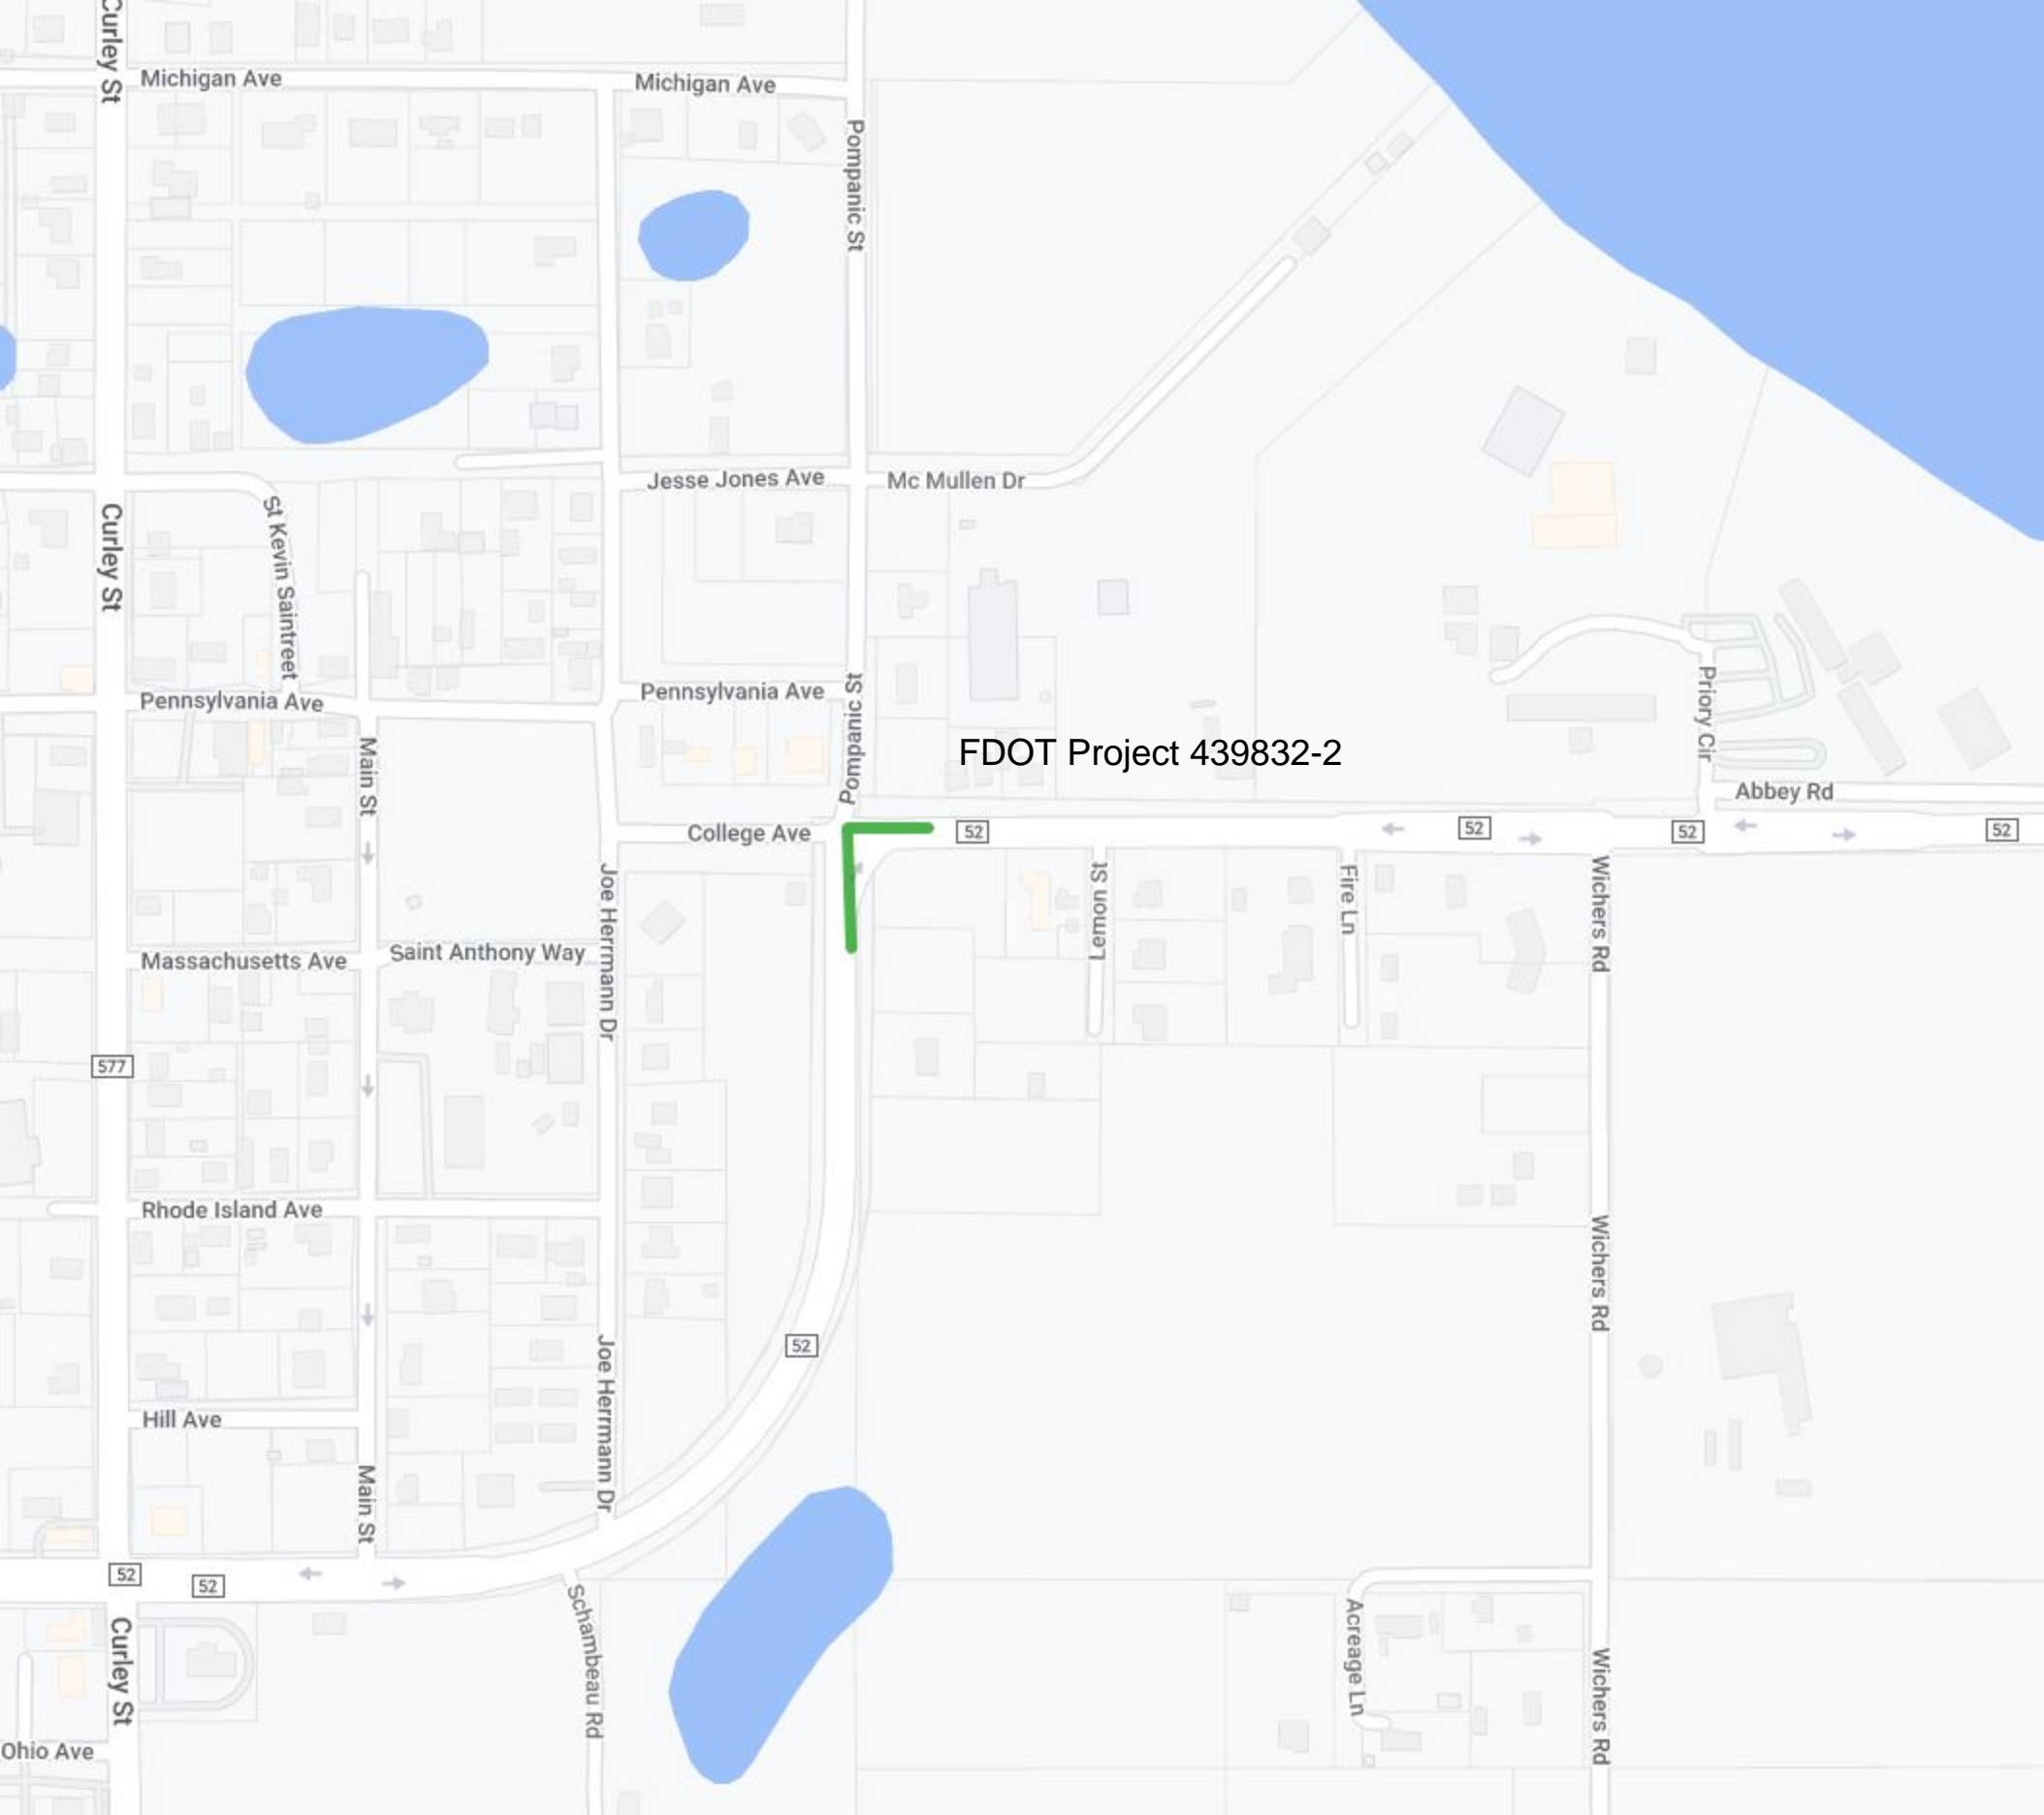 Curley St
Michigan Ave
Michigan Ave
Pompanic St
Jesse Jones Ave
Mc Mullen Dr
Curley St
St Kevin Saintreet
Pennsylvania Ave
Pennsylvania Ave
Pompanic St
Priory Cir
Main St
FDOT Project 439832-2
Abbey Rd
College Ave
52
52
52
52
Joe Herrmann Dr
Lemon St
Fire Ln
Wichers Rd
Massachusetts Ave
Saint Anthony Way
577
Rhode Island Ave
Wichers Rd
52
Joe Herrmann Dr
Hill Ave
Main St
52
52
Schambeau Rd
Acreage Ln
Curley St
Wichers Rd
Ohio Ave